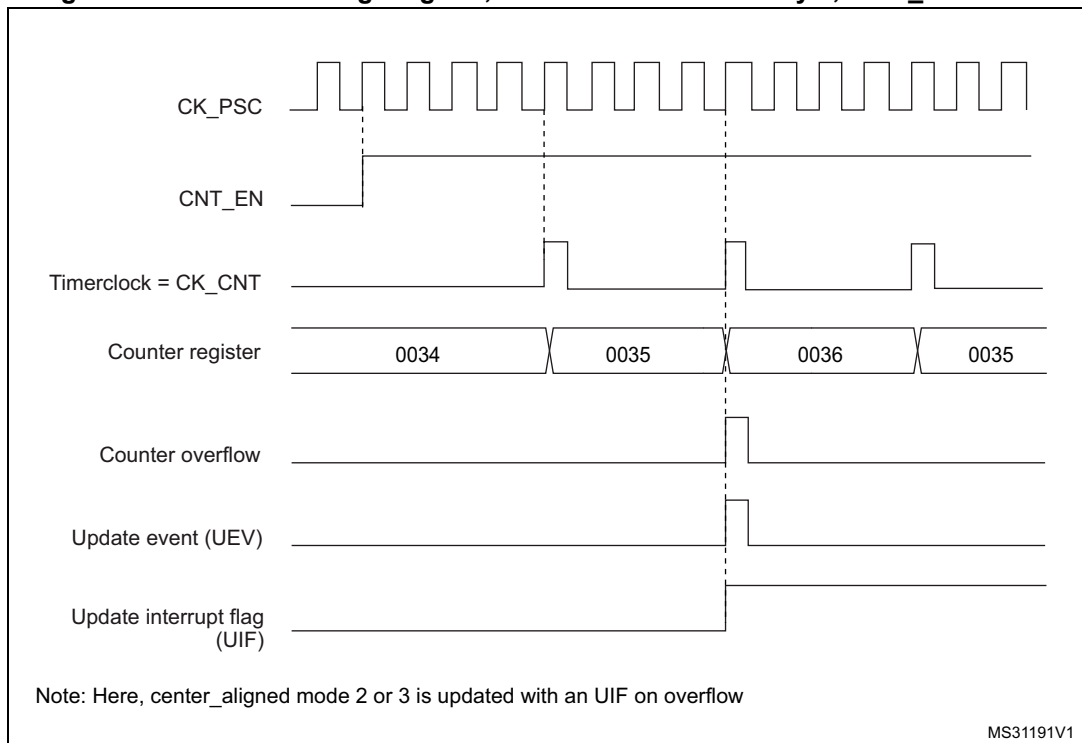 CK_PSC
CNT_EN
Timerclock = CK_CNT
Counter register 0034 0035 0036 0035
Counter overflow
Update event (UEV)
Update interrupt flag
(UIF)
Note: Here, center_aligned mode 2 or 3 is updated with an UIF on overflow
MS31191V1